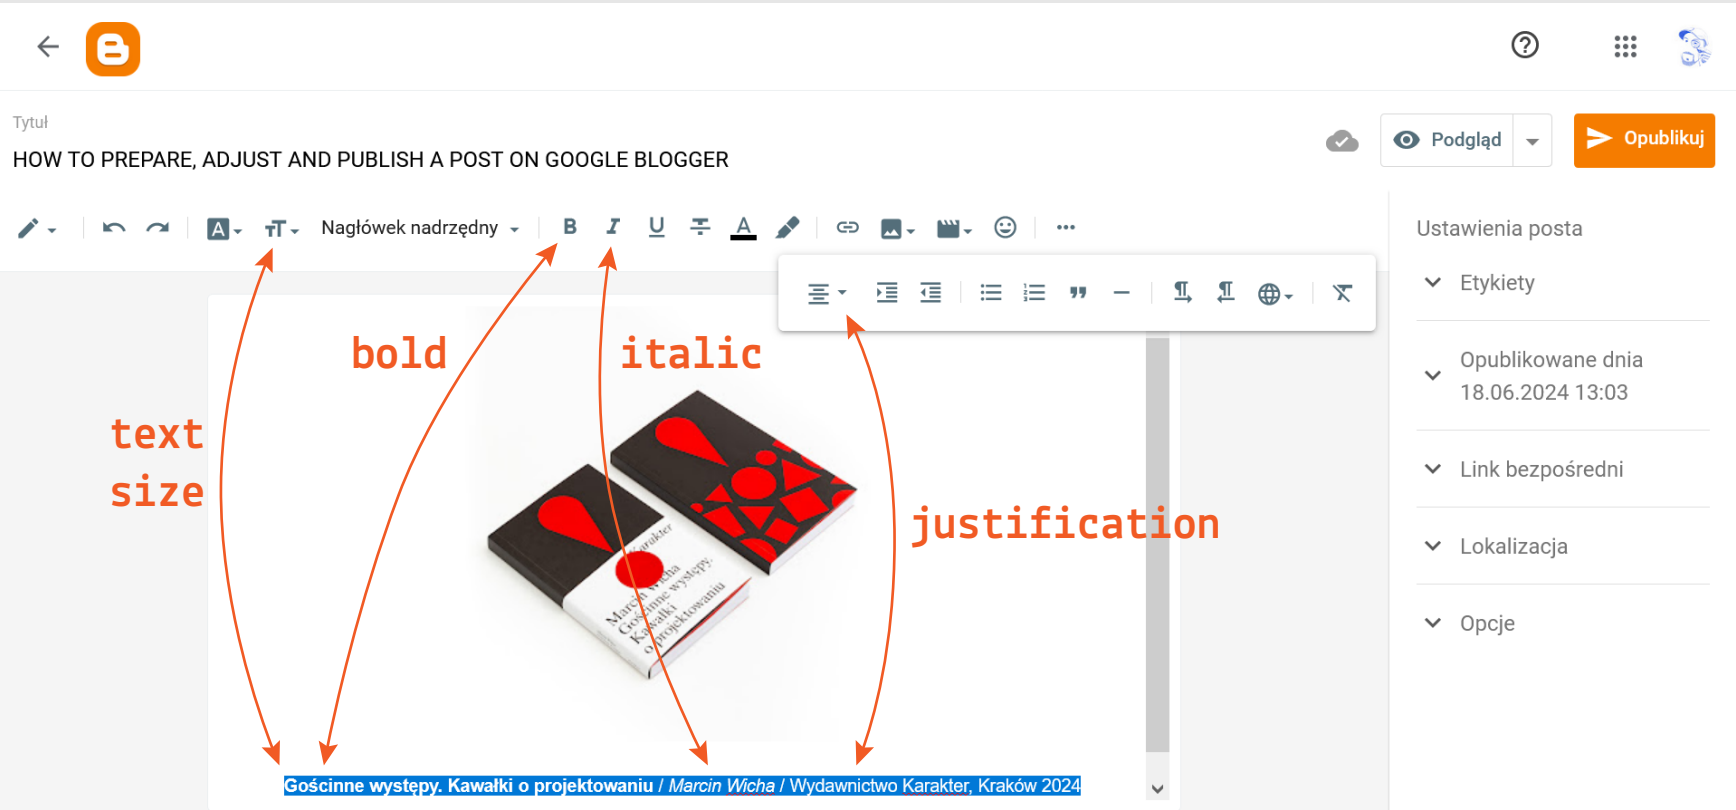 Tytuł
HOW TO PREPARE, ADJUST AND PUBLISH A POST ON GOOGLE BLOGGER
Podgląd
Opublikuj
Nagłówek nadrzędny
B I U A
bold
italic
text
size
justification
Karakter
Marcin Wicha
Gościnne występy.
Kawałki
o projektowaniu
Gościnne występy. Kawałki o projektowaniu / Marcin Wicha / Wydawnictwo Karakter, Kraków 2024
Ustawienia posta
Etykiety
Opublikowane dnia
18.06.2024 13:03
Link bezpośredni
Lokalizacja
Opcje